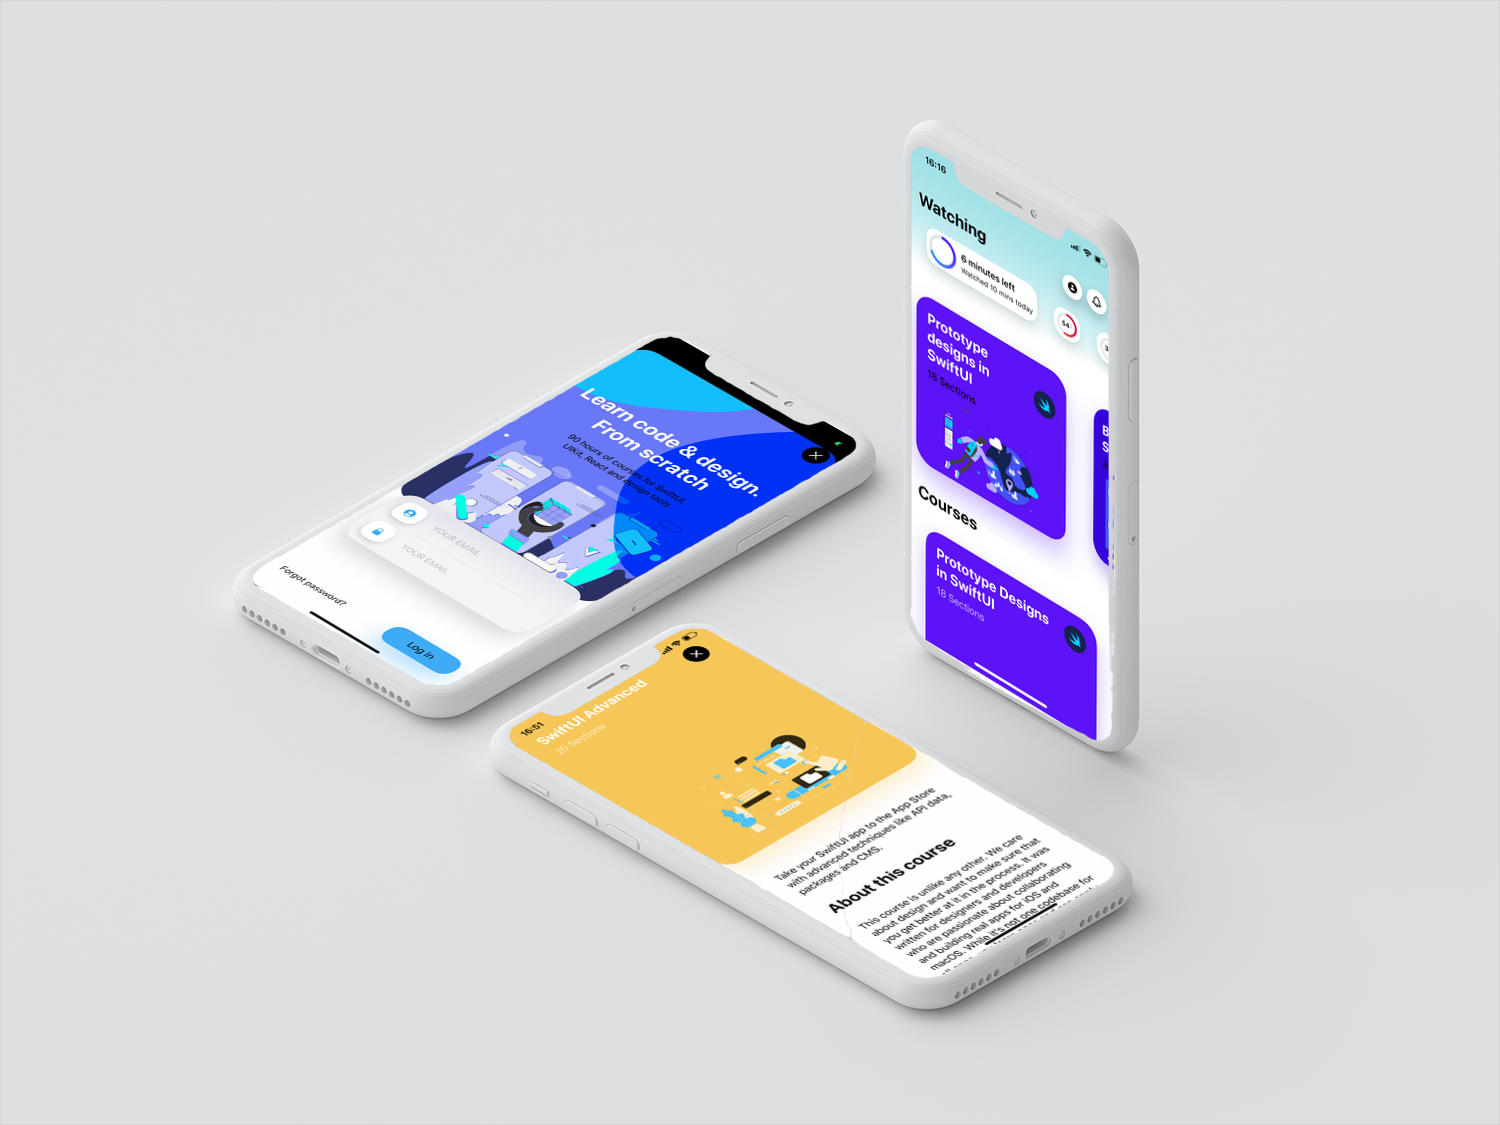 Learn code & design.
From scratch
90 hours of courses for SwiftUI,
UIkit, React and design tools
YOUR EMAIL
YOUR EMAIL
Forgot password?
Log in
16:16
Watching
6 minutes left
Watched 10 mins today
54
Prototype
designs in
SwiftUI
18 Sections
B
S
Courses
Prototype Designs
in SwiftUI
18 Sections
16:51
SwiftUI Advanced
20 Sections
Take your SwiftUI app to the App Store
with advanced techniques like API data,
packages and CMS.
About this course
This course is unlike any other. We care
about design and want to make sure that
you get better at it in the process. It was
written for designers and developers
who are passionate about collaborating
and building real apps for iOS and
macOS. While it's not one codebase for